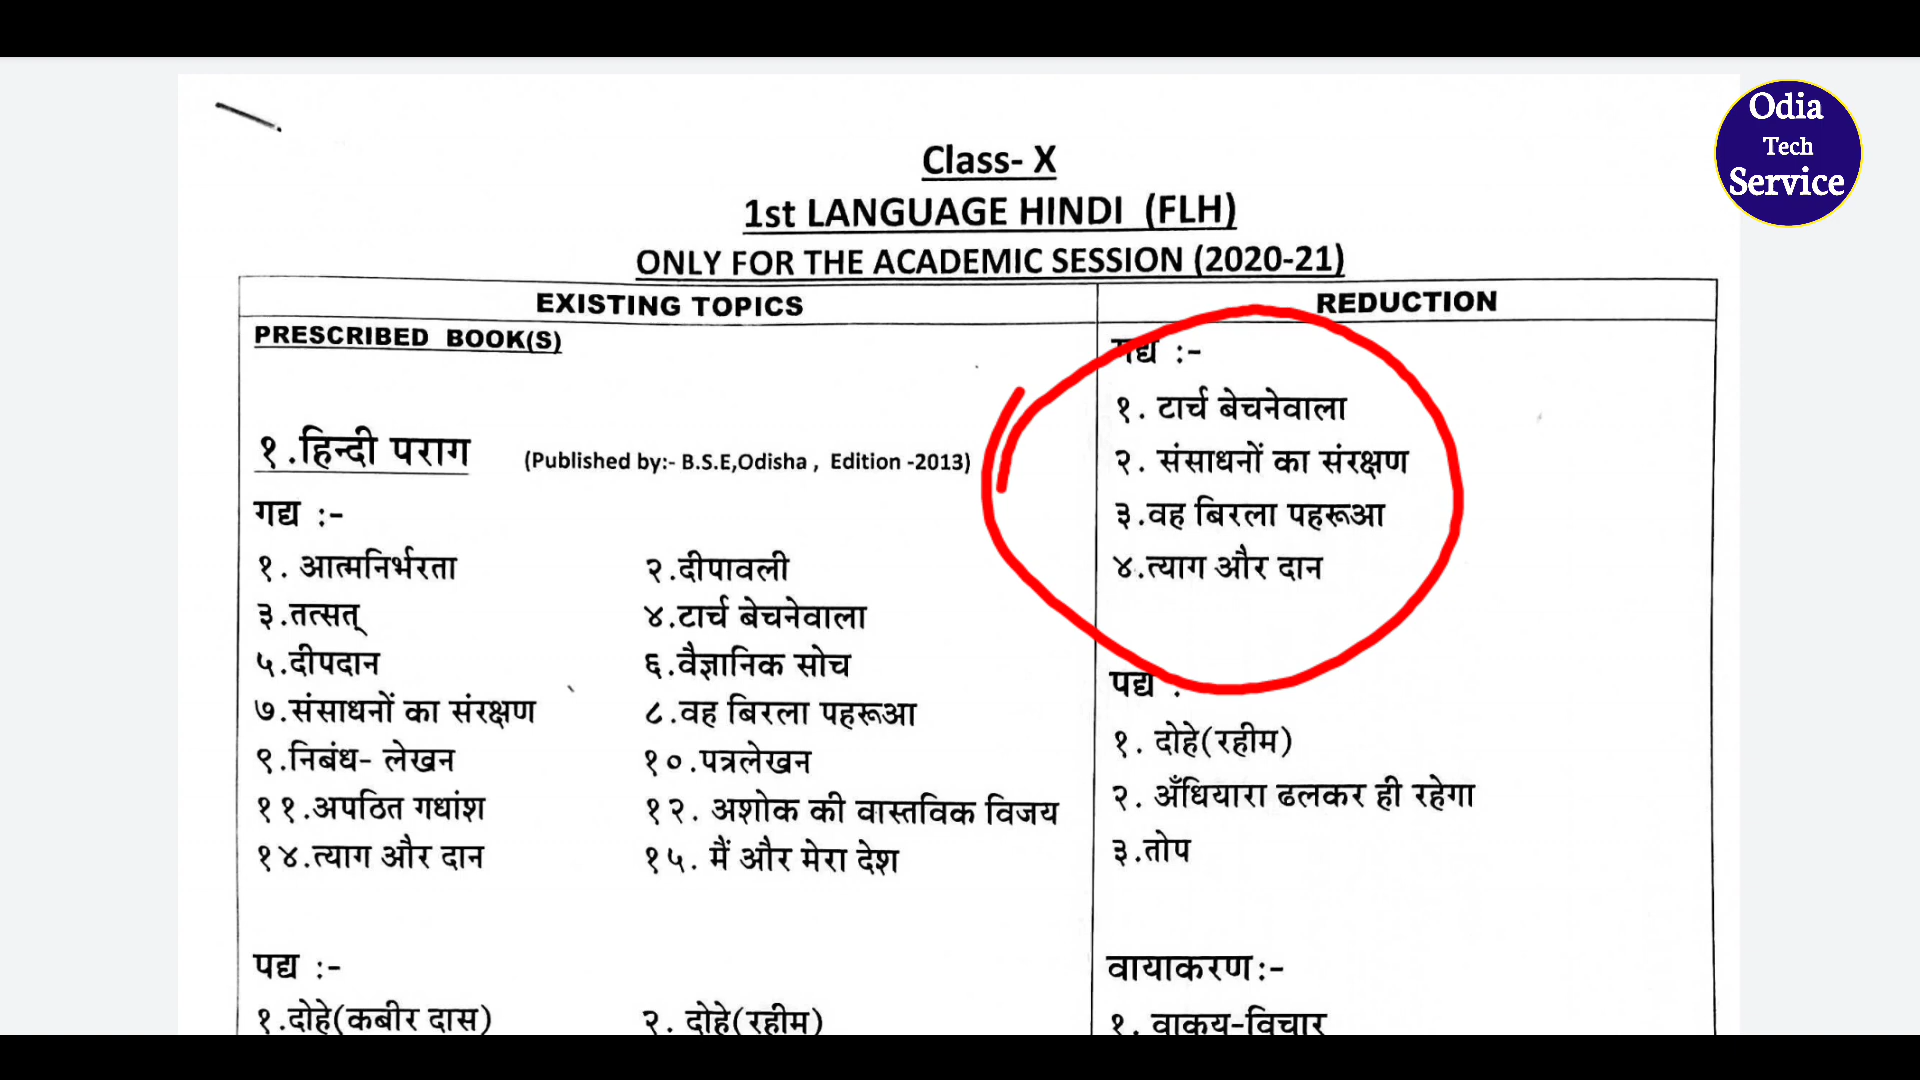 Odia
Tech
Service
Class- X
1st LANGUAGE HINDI (FLH)
ONLY FOR THE ACADEMIC SESSION (2020-21)
EXISTING TOPICS
PRESCRIBED BOOK(S)
१.हिन्दी पराग (Published by:- B.S.E,Odisha , Edition -2013)
गद्य :-
१. आत्मनिर्भरता २.दीपावली
३.तत्सत् ४.टार्च बेचनेवाला
५.दीपदान ६.वैज्ञानिक सोच
७.संसाधनों का संरक्षण ८.वह बिरला पहरूआ
९.निबंध- लेखन १०.पत्रलेखन
११.अपठित गधांश १२. अशोक की वास्तविक विजय
१४.त्याग और दान १५. मैं और मेरा देश
पद्य :-
१.दोहे(कबीर दास) २. दोहे(रहीम)
REDUCTION
गद्य :-
१. टार्च बेचनेवाला
२. संसाधनों का संरक्षण
३.वह बिरला पहरूआ
४.त्याग और दान
पद्य :
१. दोहे(रहीम)
२. अँधियारा ढलकर ही रहेगा
३.तोप
वायाकरण:-
१. वाक्य-विचार